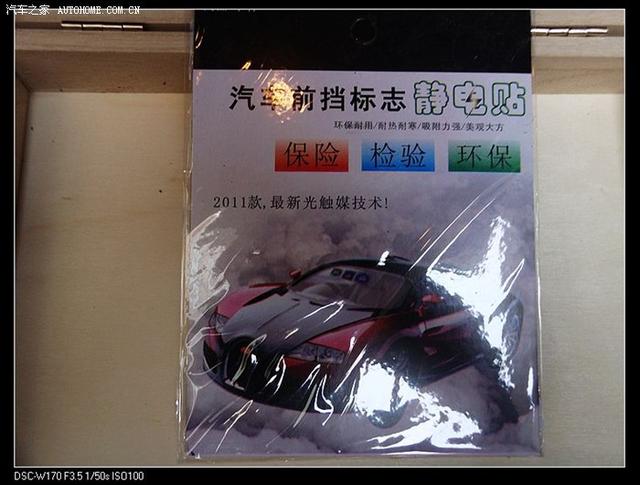 汽车之家 AUTOHOME.COM.CN
汽车前挡标志静电贴
环保耐用/耐热耐寒/吸附力强/美观大方
保险 检验 环保
2011款,最新光触媒技术!
DSC-W170 F3.5 1/50s ISO100